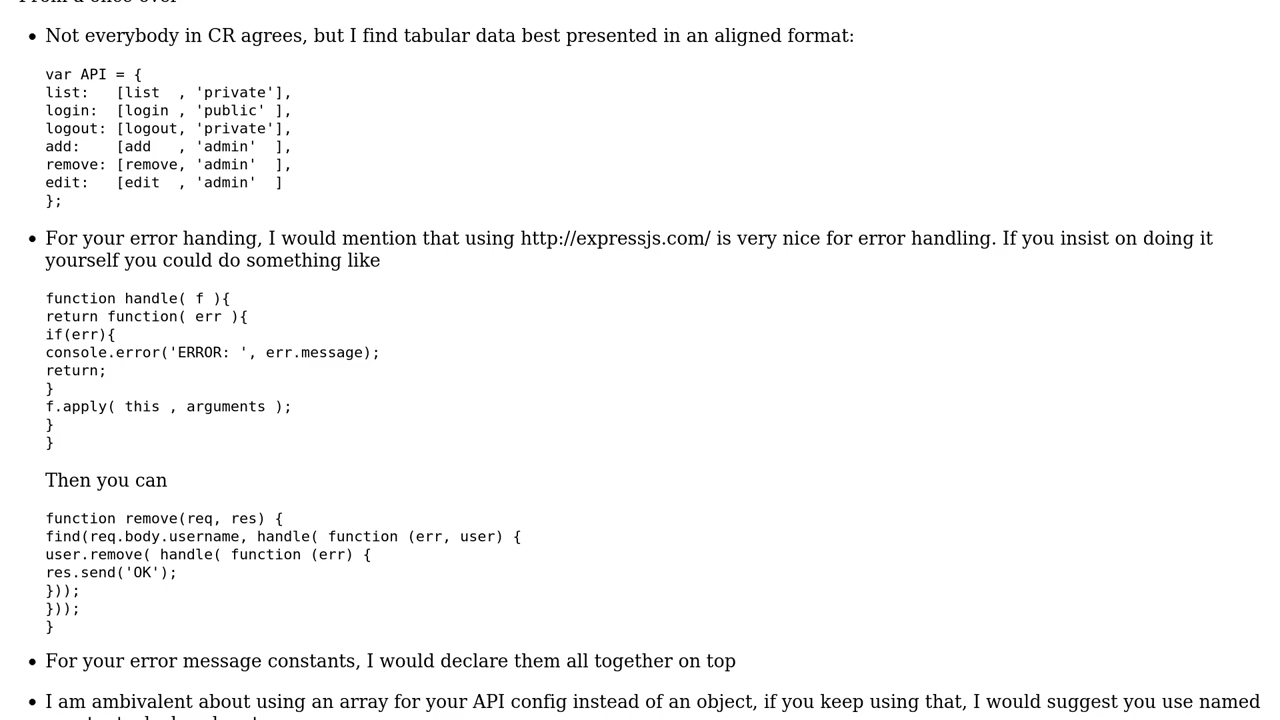 • Not everybody in CR agrees, but I find tabular data best presented in an aligned format:
var API = {
list:   [list  , 'private'],
login:  [login , 'public' ],
logout: [logout, 'private'],
add:    [add   , 'admin'  ],
remove: [remove, 'admin'  ],
edit:   [edit  , 'admin'  ]
};
• For your error handing, I would mention that using http://expressjs.com/ is very nice for error handling. If you insist on doing it
yourself you could do something like
function handle( f ){
return function( err ){
if(err){
console.error('ERROR: ', err.message);
return;
}
f.apply( this , arguments );
}
}
Then you can
function remove(req, res) {
find(req.body.username, handle( function (err, user) {
user.remove( handle( function (err) {
res.send('OK');
}));
}));
}
• For your error message constants, I would declare them all together on top
• I am ambivalent about using an array for your API config instead of an object, if you keep using that, I would suggest you use named